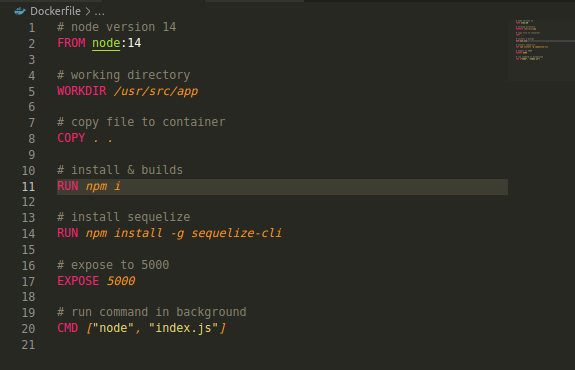 Dockerfile > ...
1 # node version 14
2 FROM node:14
3
4 # working directory
5 WORKDIR /usr/src/app
6
7 # copy file to container
8 COPY . .
9
10 # install & builds
11 RUN npm i
12
13 # install sequelize
14 RUN npm install -g sequelize-cli
15
16 # expose to 5000
17 EXPOSE 5000
18
19 # run command in background
20 CMD ["node", "index.js"]
21